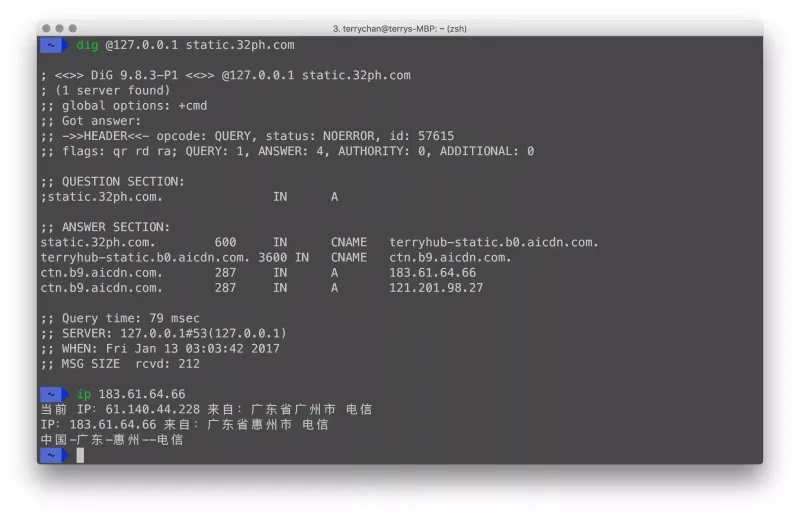 3. terrychan@terrys-MBP: ~ (zsh)
~ dig @127.0.0.1 static.32ph.com
; <<>> DiG 9.8.3-P1 <<>> @127.0.0.1 static.32ph.com
; (1 server found)
;; global options: +cmd
;; Got answer:
;; ->>HEADER<<- opcode: QUERY, status: NOERROR, id: 57615
;; flags: qr rd ra; QUERY: 1, ANSWER: 4, AUTHORITY: 0, ADDITIONAL: 0
;; QUESTION SECTION:
;static.32ph.com. IN A
;; ANSWER SECTION:
static.32ph.com. 600 IN CNAME terryhub-static.b0.aicdn.com.
terryhub-static.b0.aicdn.com. 3600 IN CNAME ctn.b9.aicdn.com.
ctn.b9.aicdn.com. 287 IN A 183.61.64.66
ctn.b9.aicdn.com. 287 IN A 121.201.98.27
;; Query time: 79 msec
;; SERVER: 127.0.0.1#53(127.0.0.1)
;; WHEN: Fri Jan 13 03:03:42 2017
;; MSG SIZE rcvd: 212
~ ip 183.61.64.66
当前 IP: 61.140.44.228 来自: 广东省广州市 电信
IP: 183.61.64.66 来自: 广东省惠州市 电信
中国-广东-惠州--电信
~